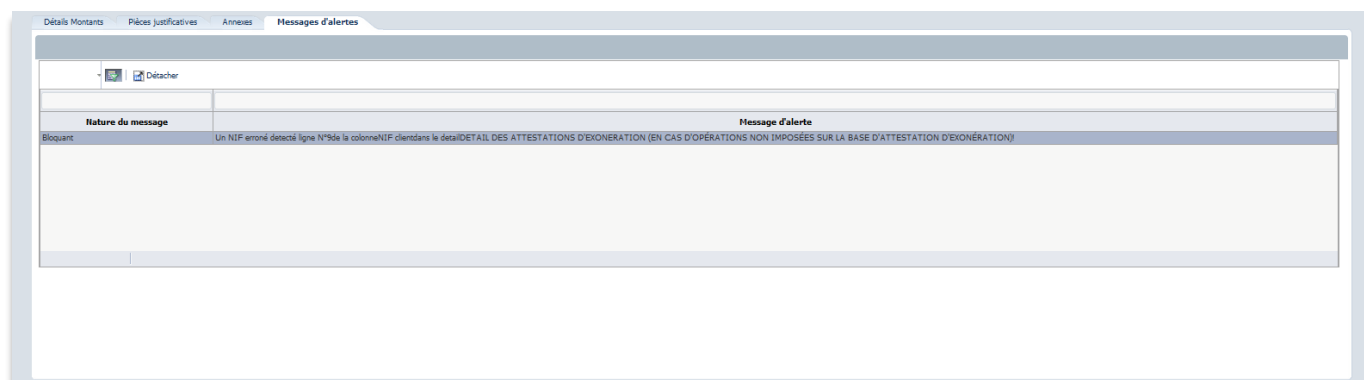 Détails Montants Pièces justificatives Annexes Messages d'alertes
Détacher
Nature du message Message d'alerte
Bloquant Un NIF erroné detecté ligne N°9de la colonneNIF clientdans le detailDETAIL DES ATTESTATIONS D'EXONERATION (EN CAS D'OPÉRATIONS NON IMPOSÉES SUR LA BASE D'ATTESTATION D'EXONÉRATION)!